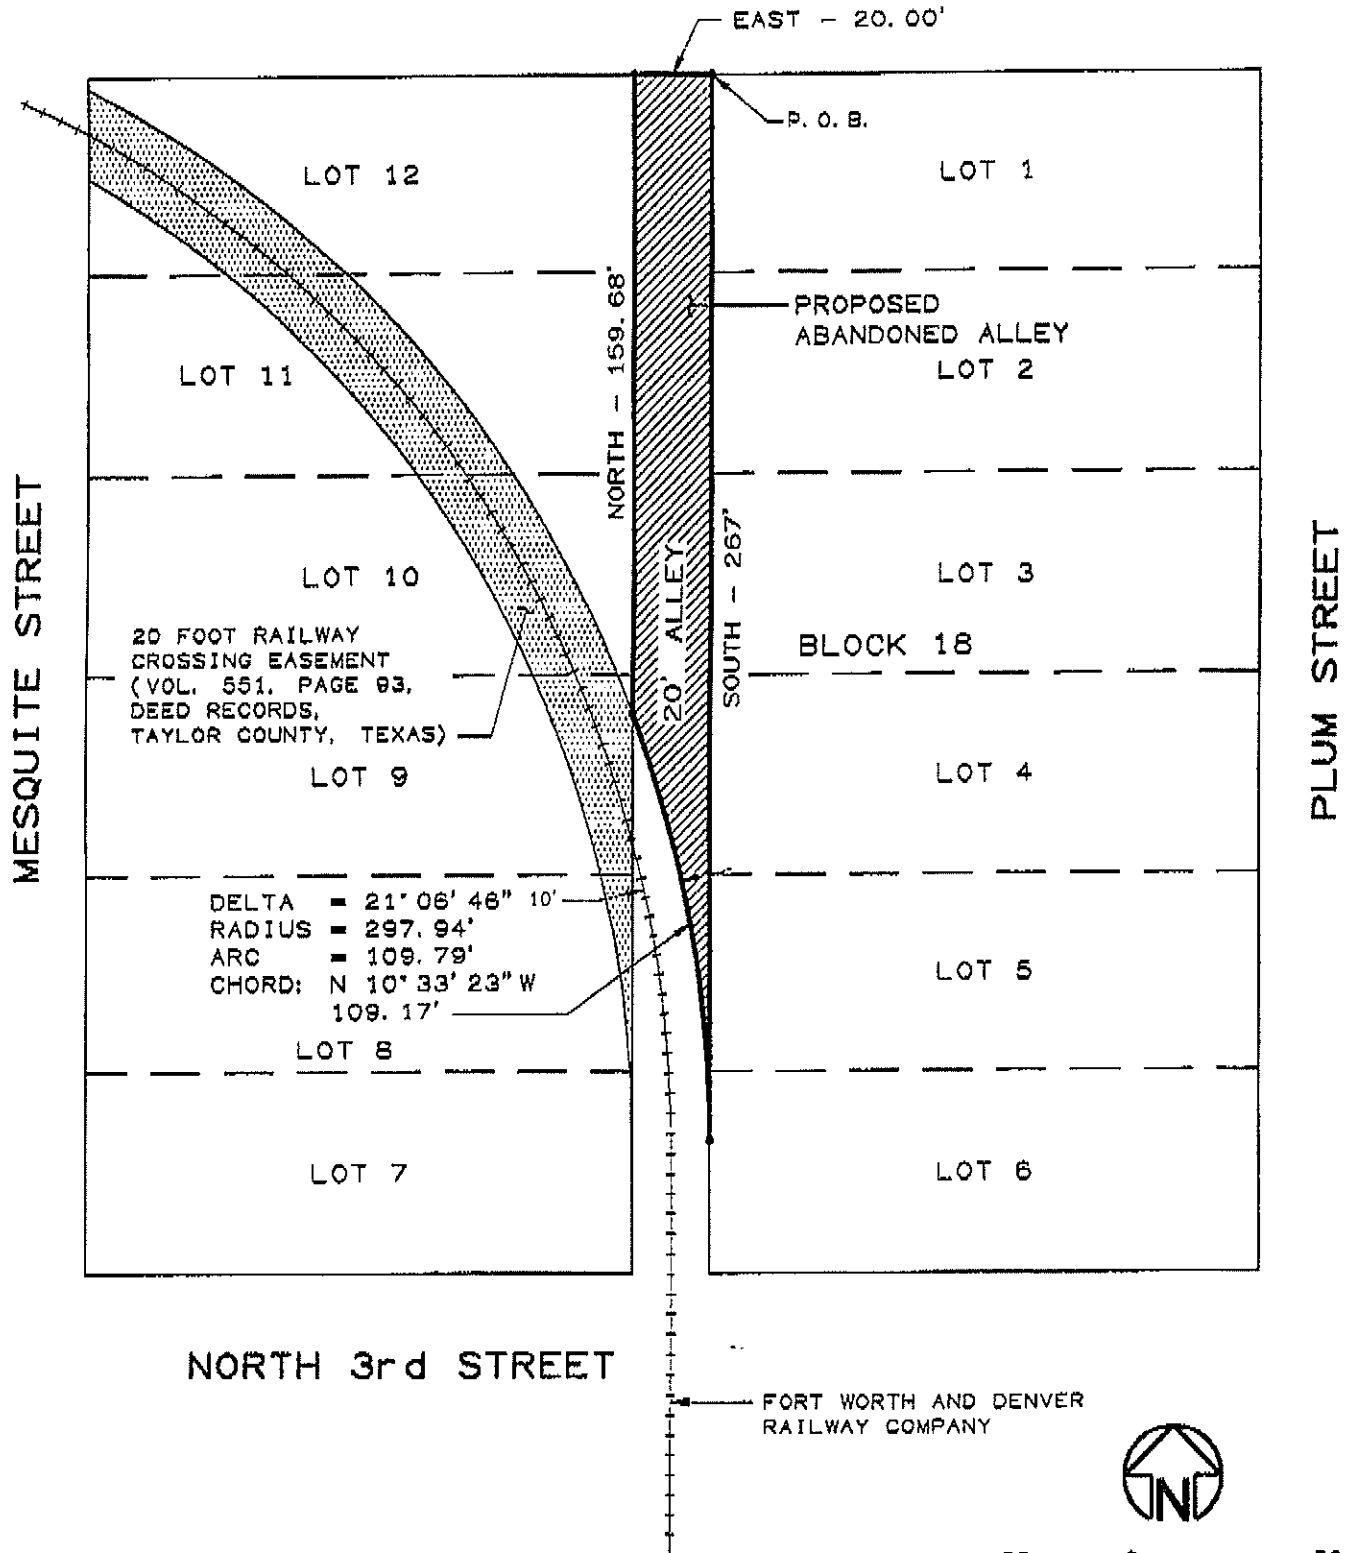 EAST - 20.00'
P.O.B.
LOT 12
LOT 1
NORTH - 159.68'
PROPOSED
ABANDONED ALLEY
LOT 11
LOT 2
MESQUITE STREET
LOT 10
20' ALLEY
SOUTH - 267'
LOT 3
PLUM STREET
20 FOOT RAILWAY
CROSSING EASEMENT
(VOL. 551, PAGE 93,
DEED RECORDS,
TAYLOR COUNTY, TEXAS)
BLOCK 18
LOT 9
LOT 4
DELTA = 21° 06' 46" 10'
RADIUS = 297.94'
ARC = 109.79'
CHORD: N 10° 33' 23" W
109.17'
LOT 5
LOT 8
LOT 7
LOT 6
NORTH 3rd STREET
FORT WORTH AND DENVER
RAILWAY COMPANY
N